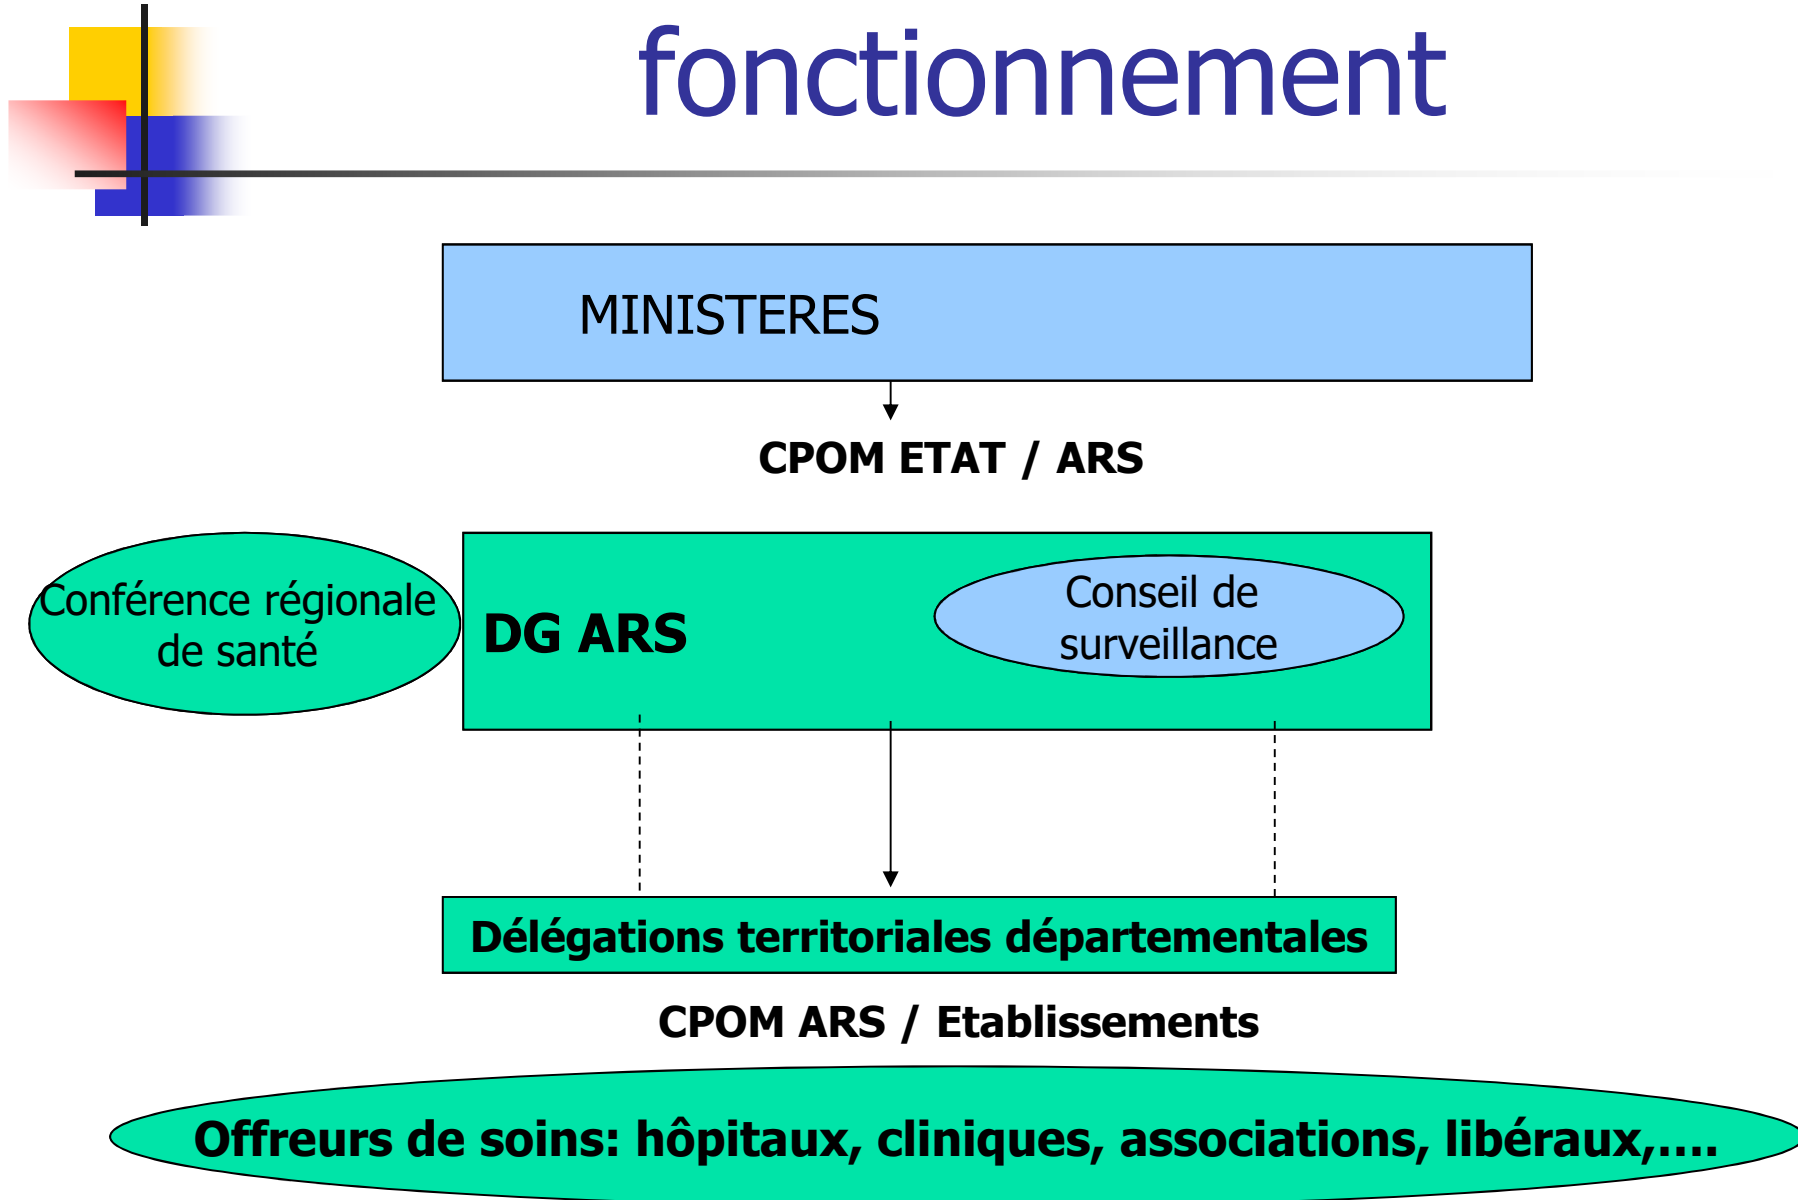 fonctionnement
MINISTERES
CPOM ETAT / ARS
Conférence régionale
de santé
DG ARS
Conseil de
surveillance
Délégations territoriales départementales
CPOM ARS / Etablissements
Offreurs de soins: hôpitaux, cliniques, associations, libéraux,....